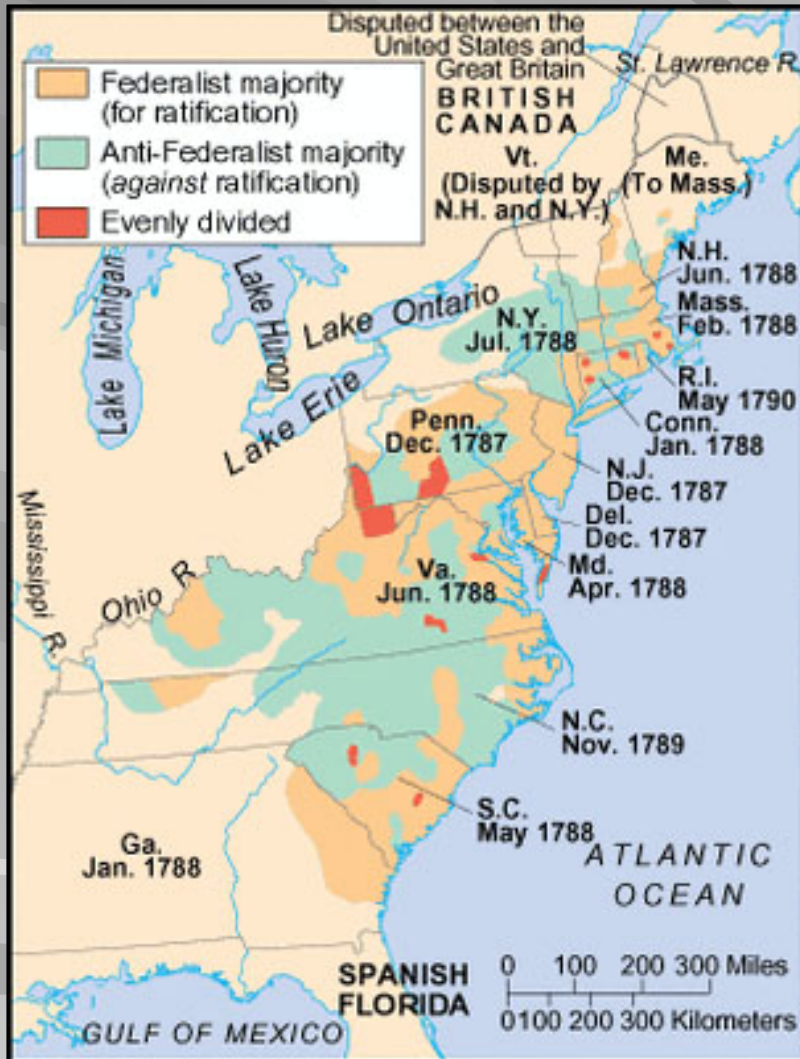 Disputed between the
United States and
Great Britain
St. Lawrence R.
Federalist majority
(for ratification)
Anti-Federalist majority
(against ratification)
Evenly divided
BRITISH
CANADA
Vt.
(Disputed by
N.H. and N.Y.)
Me.
(To Mass.)
Lake Michigan
Lake Huron
Lake Ontario
Lake Erie
N.H.
Jun. 1788
Mass.
Feb. 1788
N.Y.
Jul. 1788
R.I.
May 1790
Conn.
Jan. 1788
Penn.
Dec. 1787
N.J.
Dec. 1787
Del.
Dec. 1787
Md.
Apr. 1788
Mississippi R.
Ohio R.
Va.
Jun. 1788
N.C.
Nov. 1789
S.C.
May 1788
Ga.
Jan. 1788
ATLANTIC
OCEAN
SPANISH
FLORIDA
GULF OF MEXICO
0 100 200 300 Miles
0 100 200 300 Kilometers